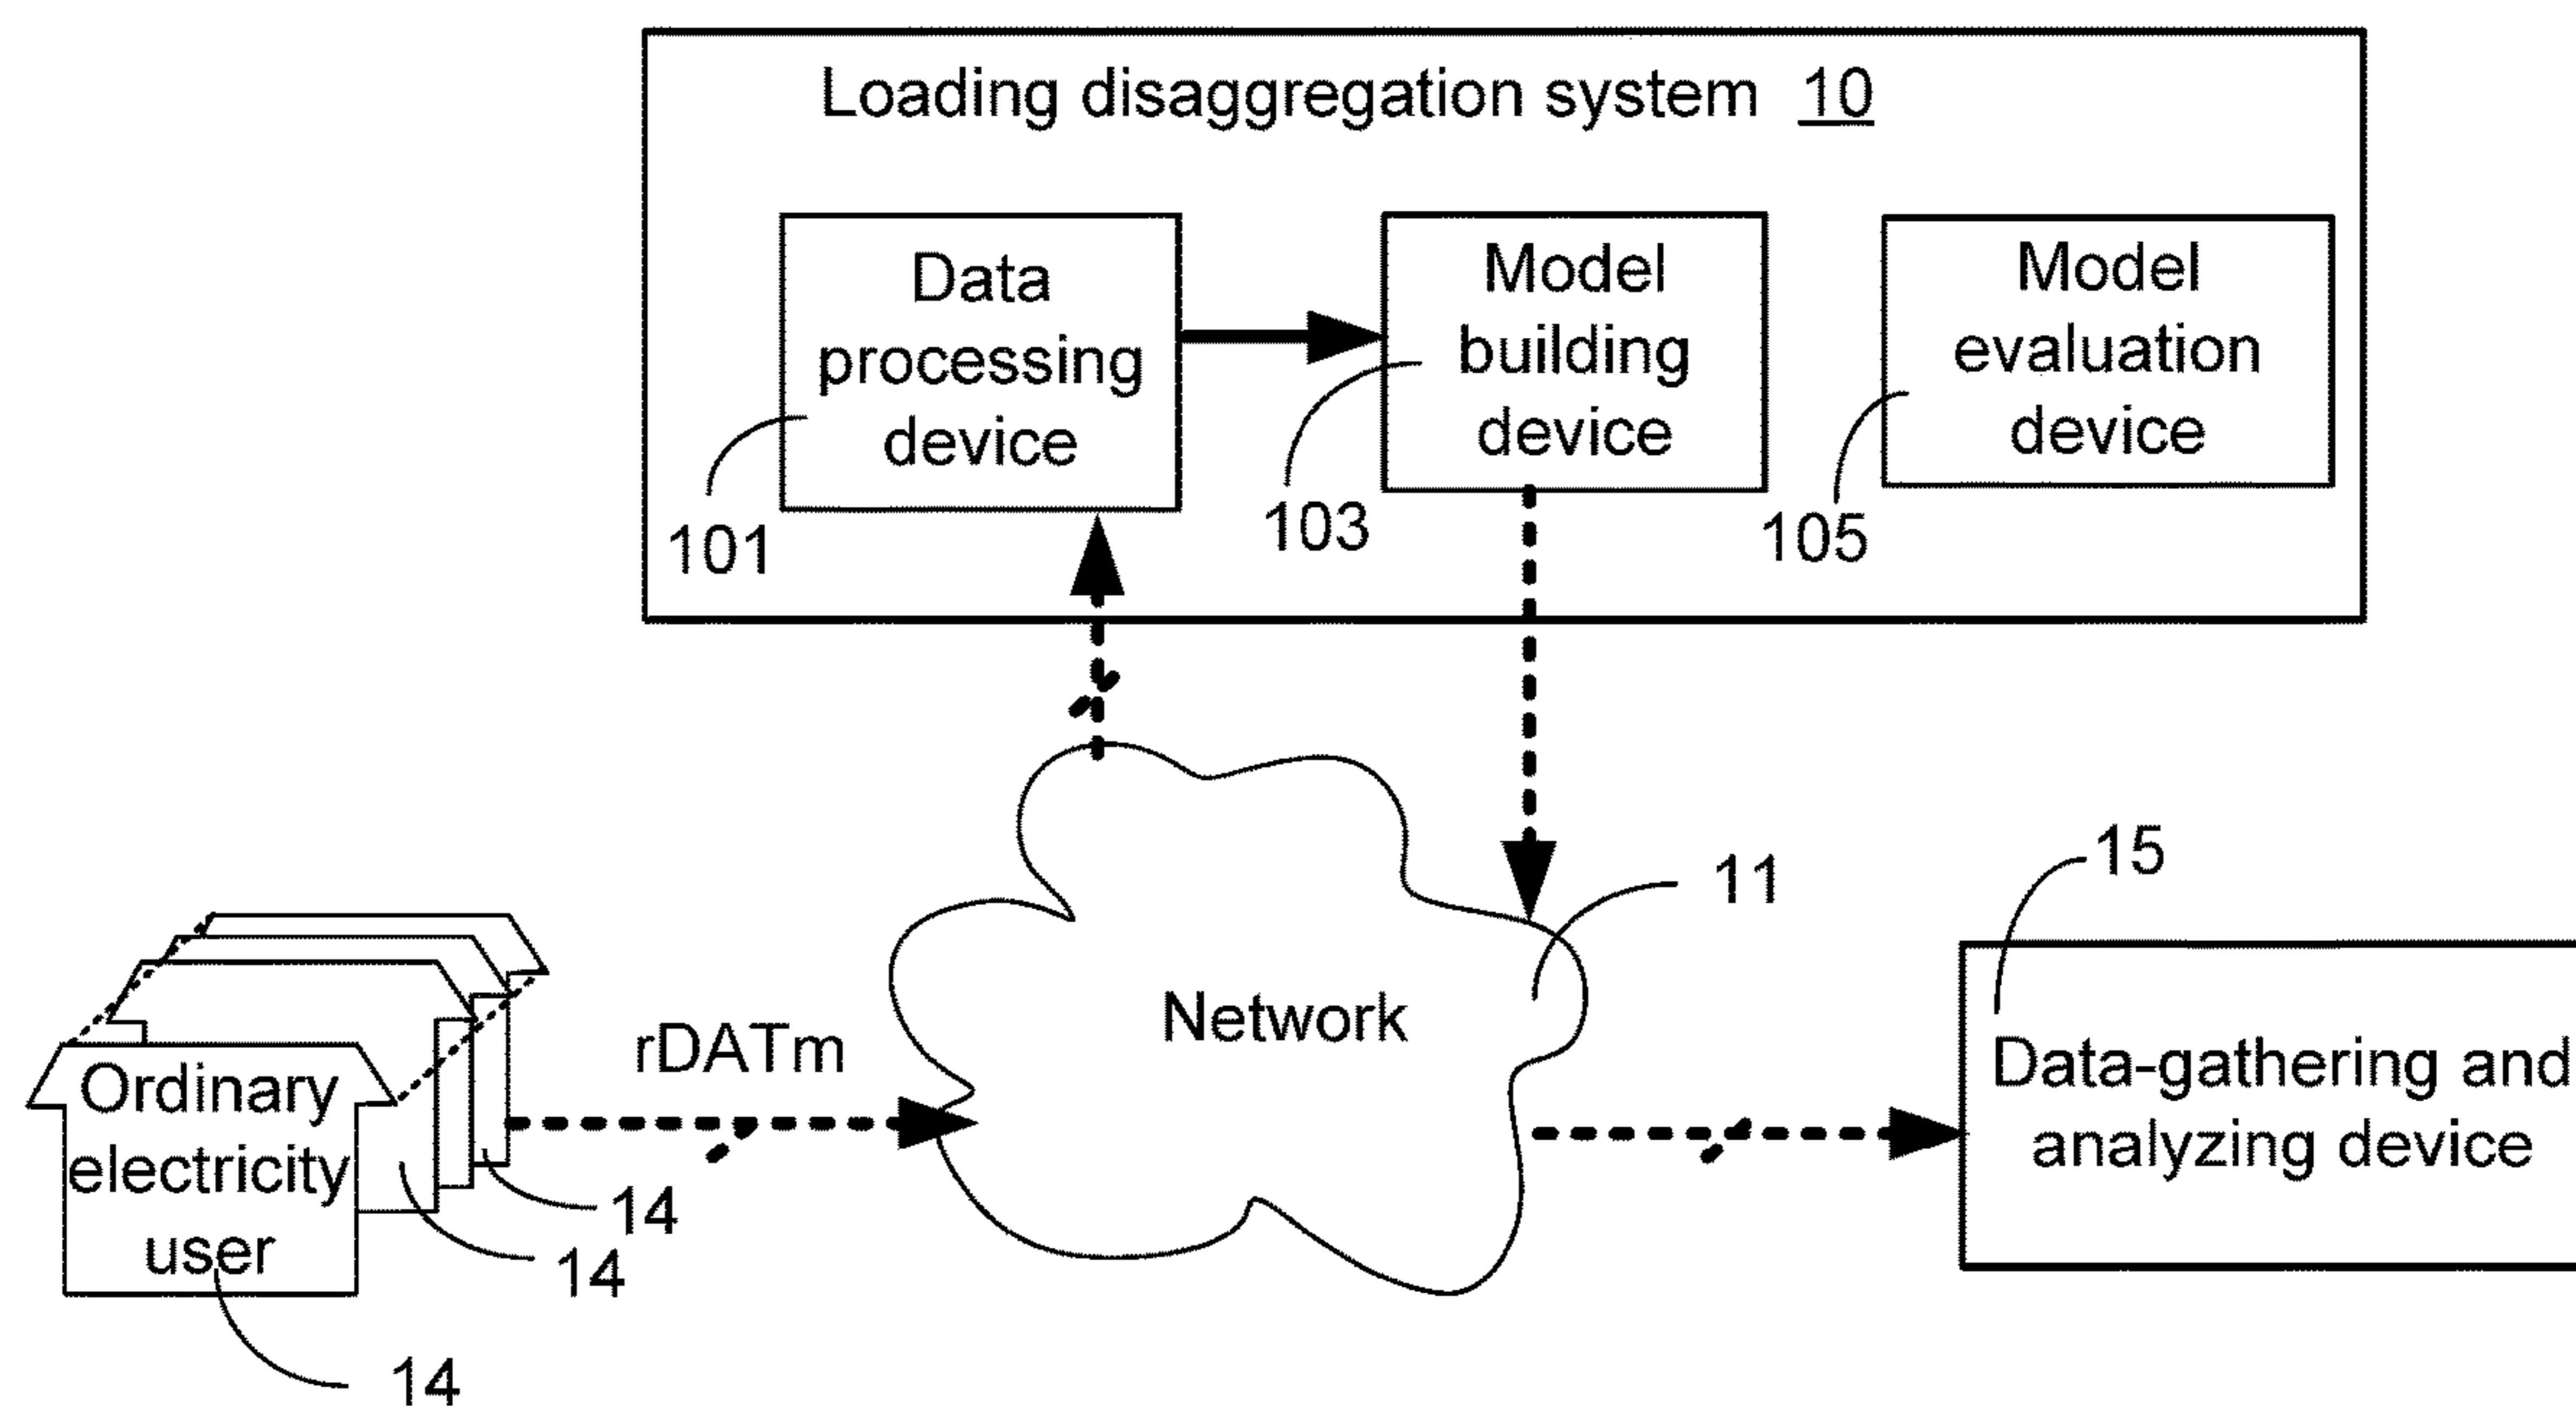 Loading disaggregation system 10
Data
processing
device
101
Model
building
device
103
Model
evaluation
device
105
11
15
Network
rDATm
Ordinary
electricity
user
14
14
14
Data-gathering and
analyzing device